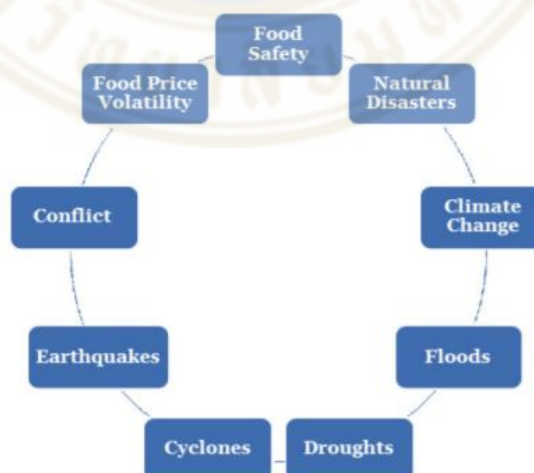 Food
Safety
Natural
Disasters
Climate
Change
Floods
Droughts
Cyclones
Earthquakes
Conflict
Food Price
Volatility